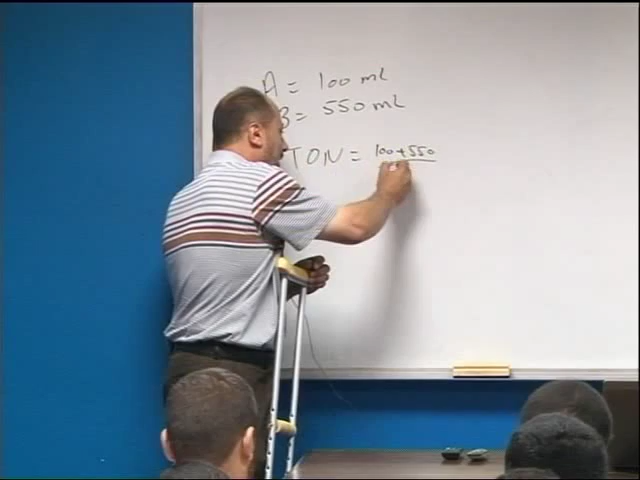 A = 100 ml
B = 550 ml
TON = 100 + 550